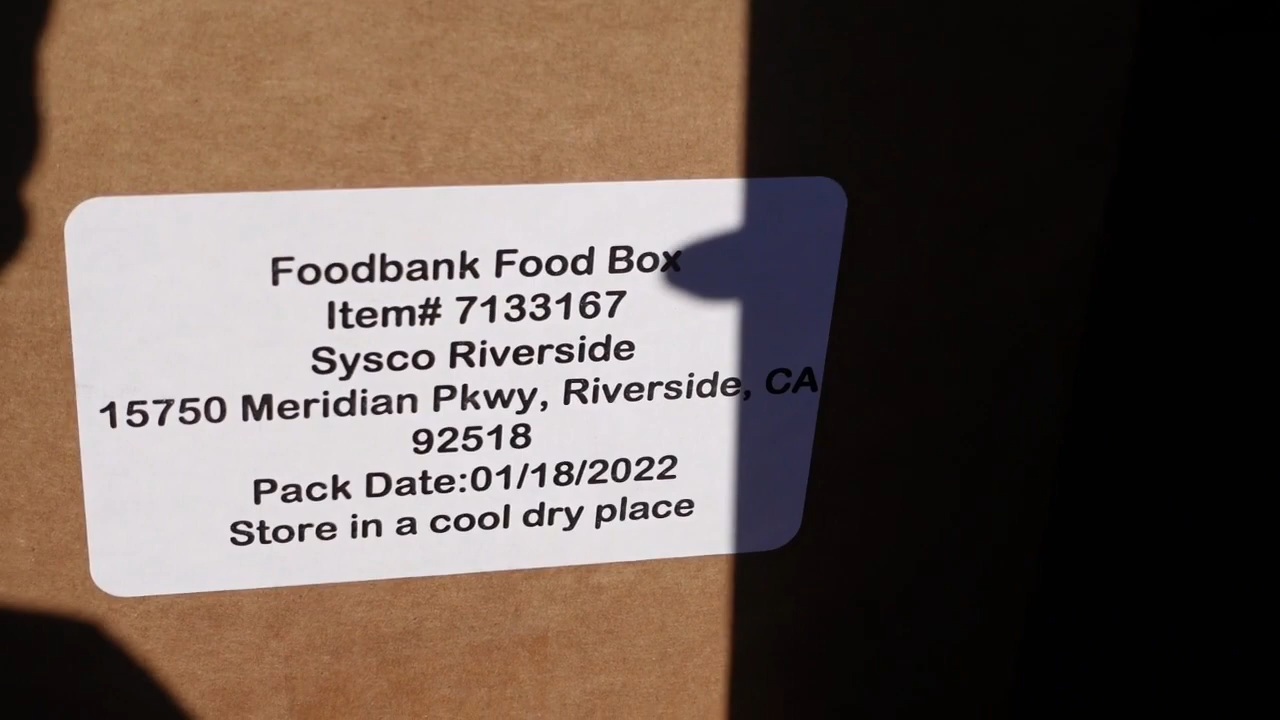 Foodbank Food Box
Item# 7133167
Sysco Riverside
15750 Meridian Pkwy, Riverside, CA
92518
Pack Date:01/18/2022
Store in a cool dry place